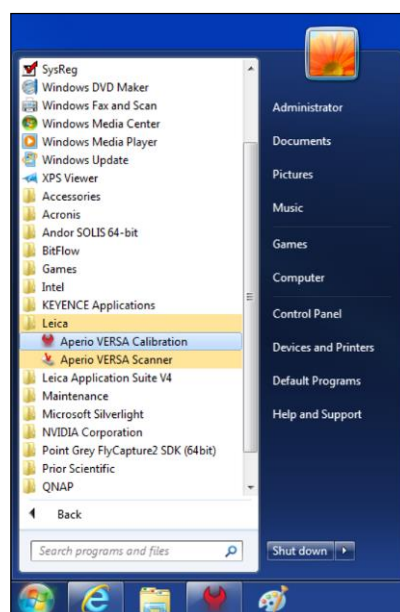 SysReg
Windows DVD Maker
Windows Fax and Scan
Windows Media Center
Windows Media Player
Windows Update
XPS Viewer
Accessories
Acronis
Andor SOLIS 64-bit
BitFlow
Games
Intel
KEYENCE Applications
Leica
Aperio VERSA Calibration
Aperio VERSA Scanner
Leica Application Suite V4
Maintenance
Microsoft Silverlight
NVIDIA Corporation
Point Grey FlyCapture2 SDK (64bit)
Prior Scientific
QNAP
Back
Search programs and files
Administrator
Documents
Pictures
Music
Games
Computer
Control Panel
Devices and Printers
Default Programs
Help and Support
Shut down